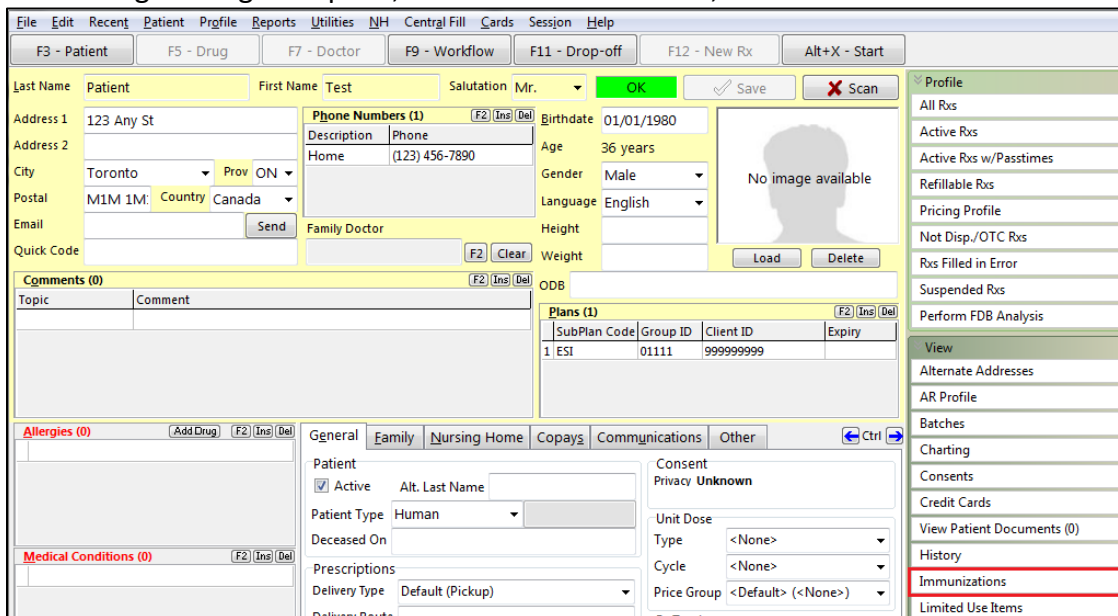 File Edit Recent Patient Profile Reports Utilities NH Central Fill Cards Session Help
F3 - Patient F5 - Drug F7 - Doctor F9 - Workflow F11 - Drop-off F12 - New Rx Alt+X - Start
Last Name Patient First Name Test Salutation Mr. OK Save Scan
Address 1 123 Any St
Address 2
City Toronto Prov ON
Postal M1M 1M Country Canada
Email Send
Quick Code
Phone Numbers (1) F2 Ins Del
Description Phone
Home (123) 456-7890
Family Doctor
F2 Clear
Birthdate 01/01/1980
Age 36 years
Gender Male
Language English
Height
Weight
ODB
No image available
Load Delete
Comments (0) F2 Ins Del
Topic Comment
Plans (1) F2 Ins Del
SubPlan Code Group ID Client ID Expiry
1 ESI 01111 999999999
Allergies (0) Add Drug F2 Ins Del
Medical Conditions (0) F2 Ins Del
General Family Nursing Home Copays Communications Other Ctrl
Patient
Active Alt. Last Name
Patient Type Human
Deceased On
Prescriptions
Delivery Type Default (Pickup)
Consent
Privacy Unknown
Unit Dose
Type <None>
Cycle <None>
Price Group <Default> (<None>)
Profile
All Rxs
Active Rxs
Active Rxs w/Passtimes
Refillable Rxs
Pricing Profile
Not Disp./OTC Rxs
Rxs Filled in Error
Suspended Rxs
Perform FDB Analysis
View
Alternate Addresses
AR Profile
Batches
Charting
Consents
Credit Cards
View Patient Documents (0)
History
Immunizations
Limited Use Items